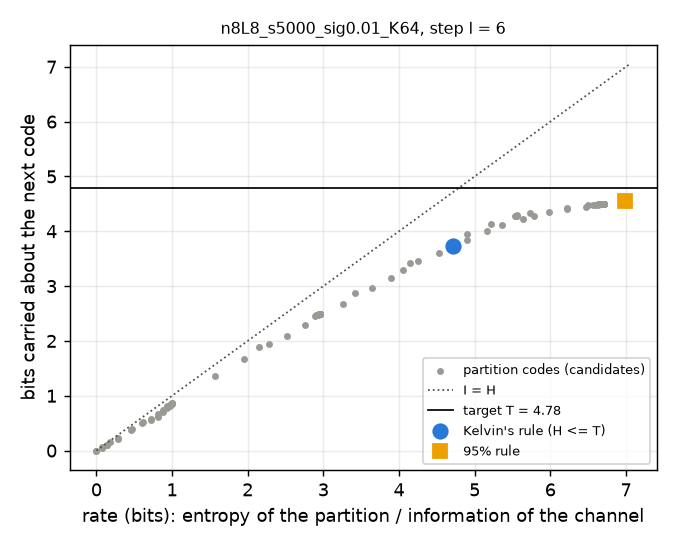 n8L8_s5000_sig0.01_K64, step l = 6
bits carried about the next code
7
6
5
4
3
2
1
0
partition codes (candidates)
I = H
target T = 4.78
Kelvin's rule (H <= T)
95% rule
0 1 2 3 4 5 6 7
rate (bits): entropy of the partition / information of the channel